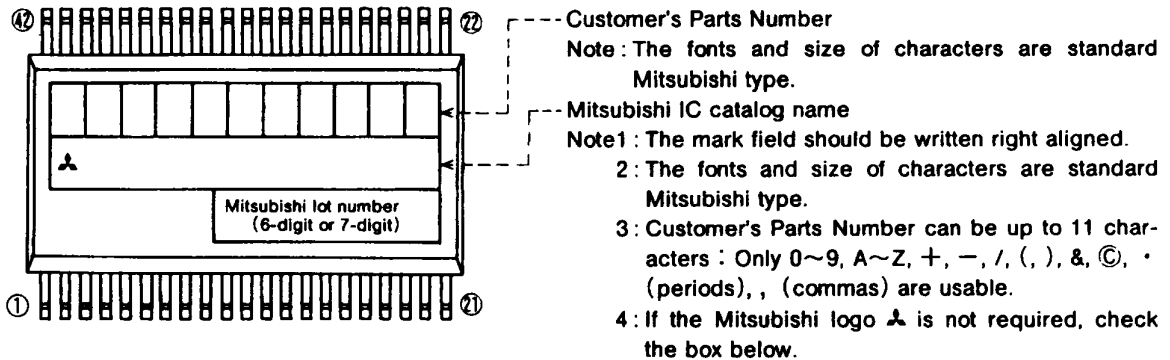 ㊷ ㉒
Customer's Parts Number
Note : The fonts and size of characters are standard
Mitsubishi type.
Mitsubishi IC catalog name
Note1 : The mark field should be written right aligned.
2 : The fonts and size of characters are standard
Mitsubishi type.
3 : Customer's Parts Number can be up to 11 char-
acters : Only 0~9, A~Z, +, −, /, (, ), &, ©, ·
(periods), , (commas) are usable.
4 : If the Mitsubishi logo is not required, check
the box below.
Mitsubishi lot number
(6-digit or 7-digit)
① ㉑